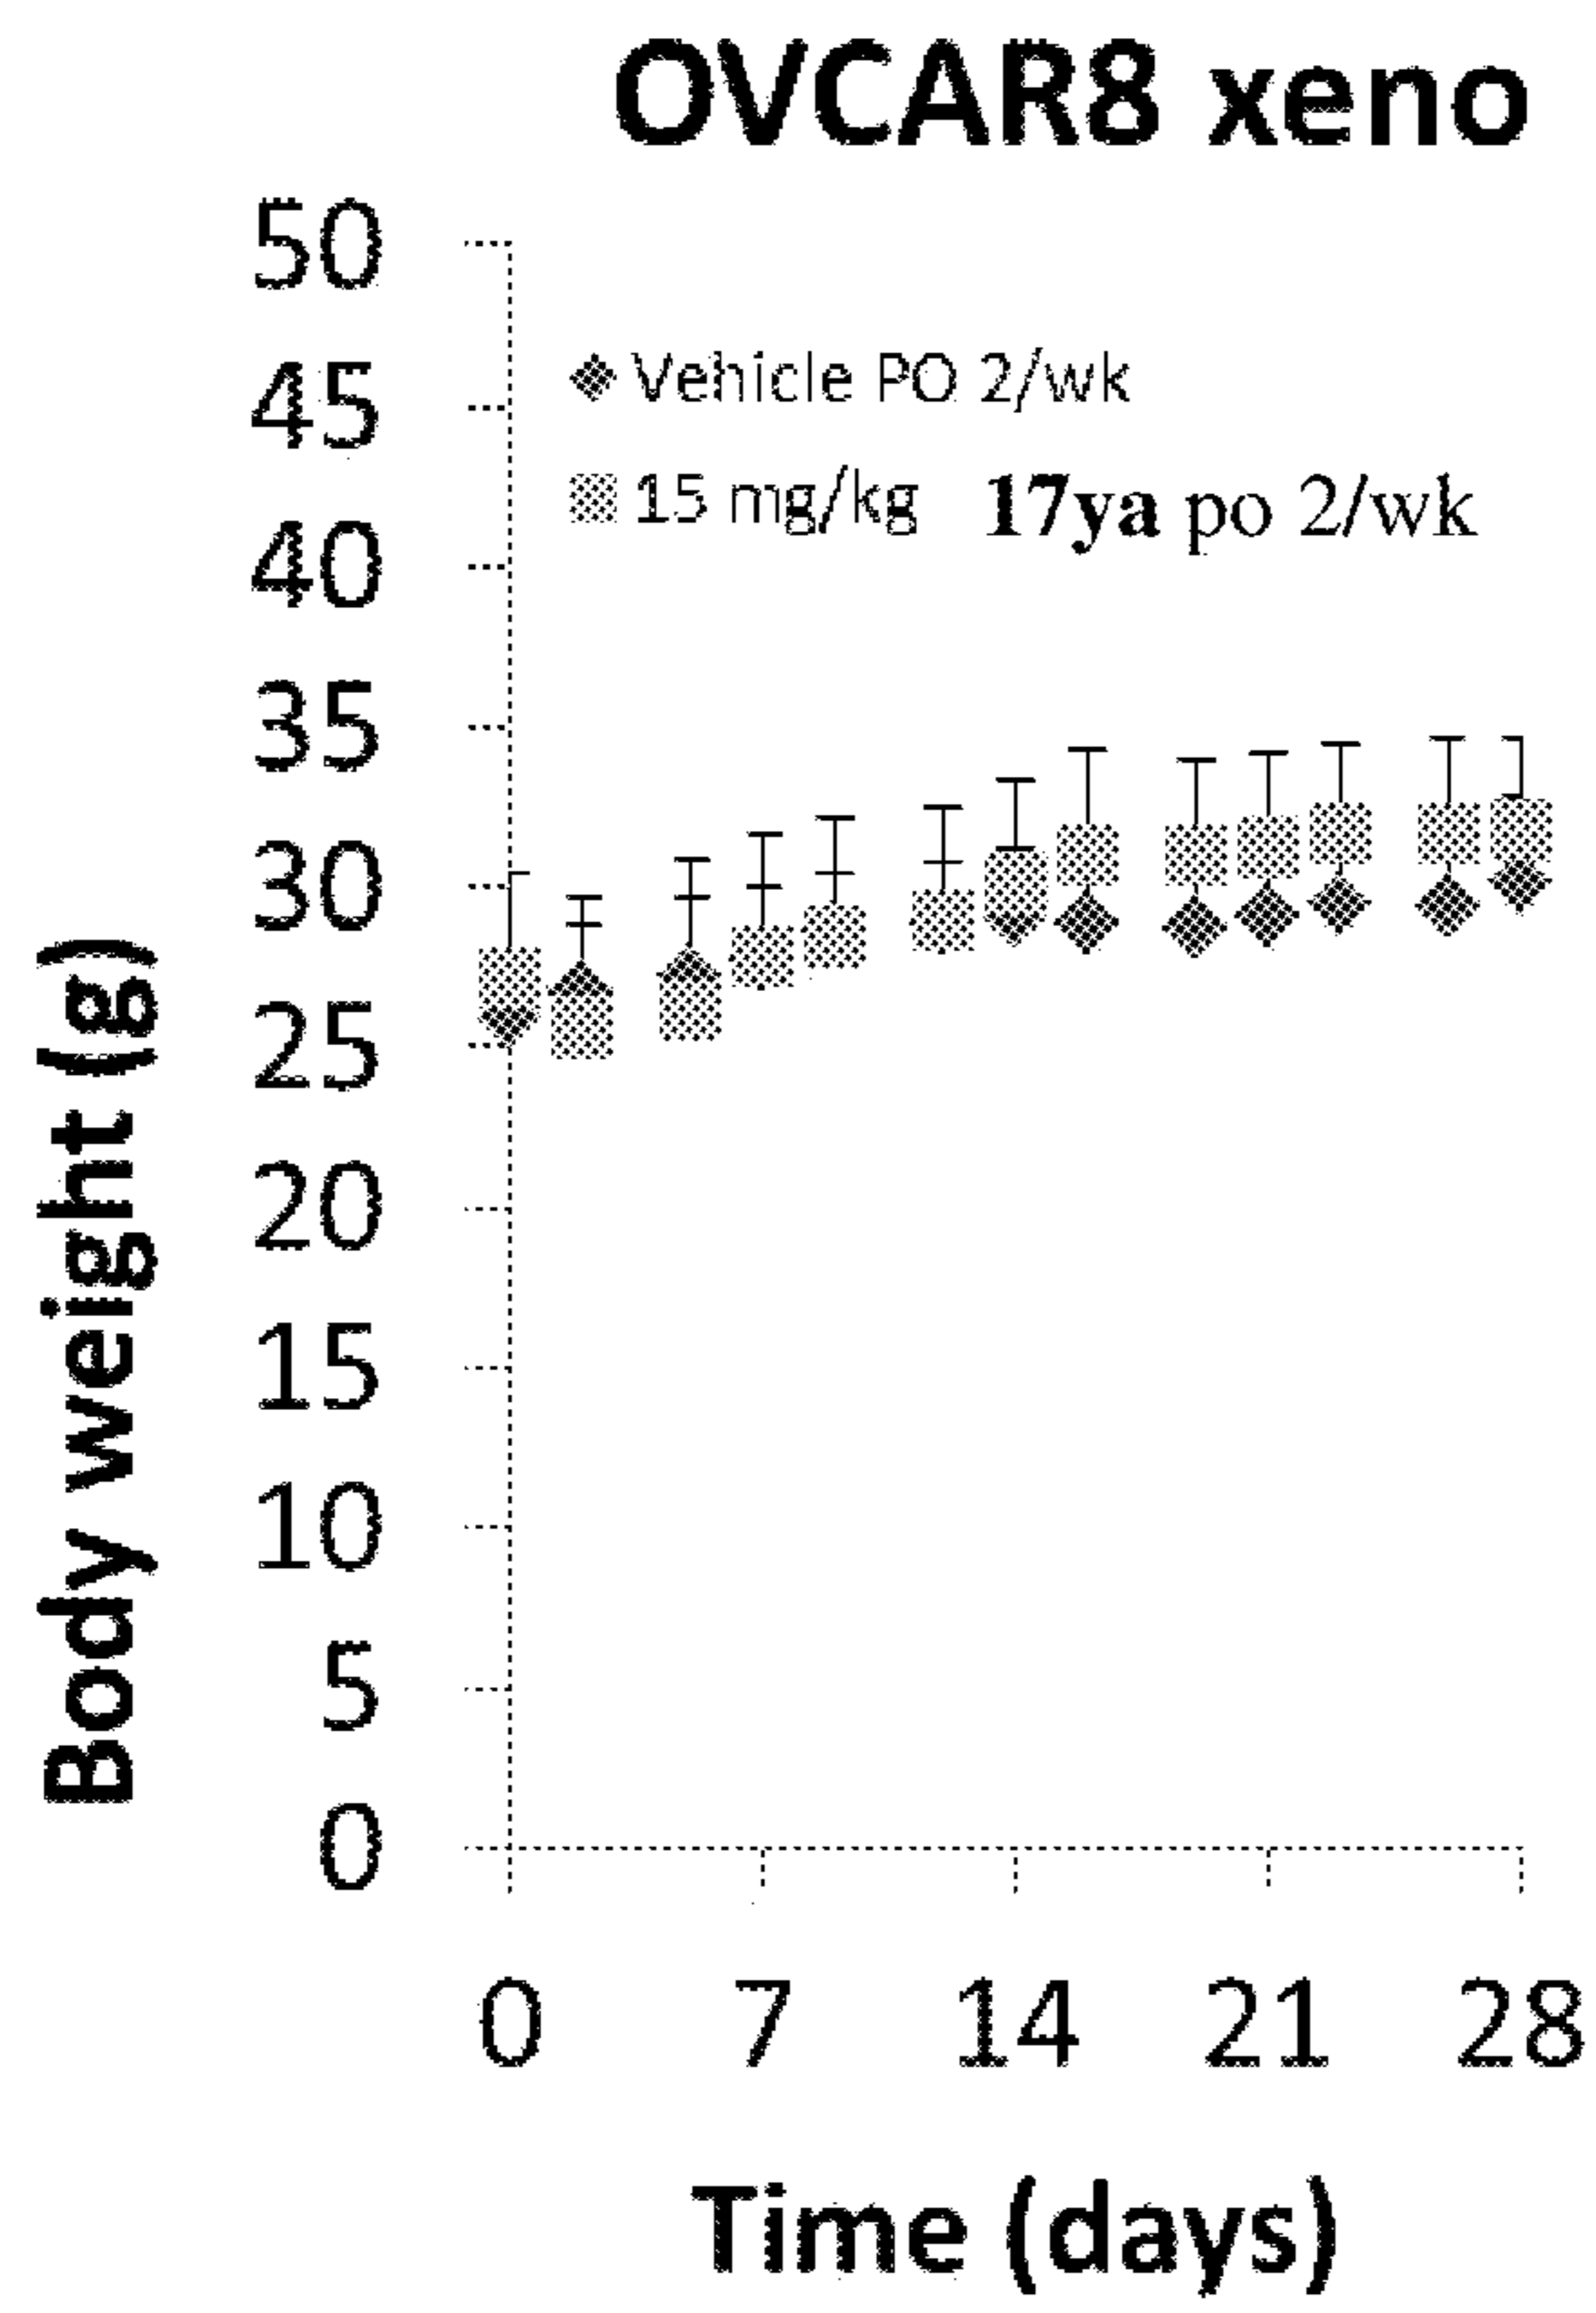 OVCAR8 xeno
50
45
40
35
30
25
20
15
10
5
0
Vehicle PO 2/wk
15 mg/kg 17ya po 2/wk
Body weight (g)
0 7 14 21 28
Time (days)